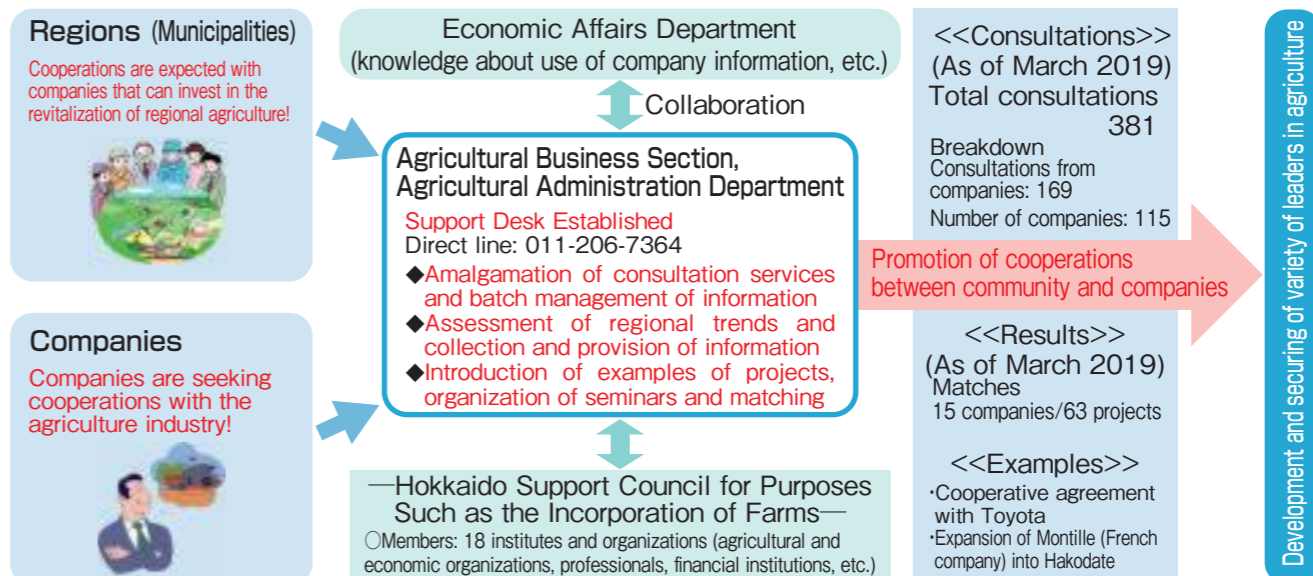 Regions (Municipalities)
Cooperations are expected with
companies that can invest in the
revitalization of regional agriculture!
Companies
Companies are seeking
cooperations with the
agriculture industry!
Economic Affairs Department
(knowledge about use of company information, etc.)
Collaboration
Agricultural Business Section,
Agricultural Administration Department
Support Desk Established
Direct line: 011-206-7364
◆Amalgamation of consultation services
and batch management of information
◆Assessment of regional trends and
collection and provision of information
◆Introduction of examples of projects,
organization of seminars and matching
—Hokkaido Support Council for Purposes
Such as the Incorporation of Farms—
○Members: 18 institutes and organizations (agricultural and
economic organizations, professionals, financial institutions, etc.)
<<Consultations>>
(As of March 2019)
Total consultations
381
Breakdown
Consultations from
companies: 169
Number of companies: 115
Promotion of cooperations
between community and companies
<<Results>>
(As of March 2019)
Matches
15 companies/63 projects
<<Examples>>
・Cooperative agreement
with Toyota
・Expansion of Montille (French
company) into Hakodate
Development and securing of variety of leaders in agriculture